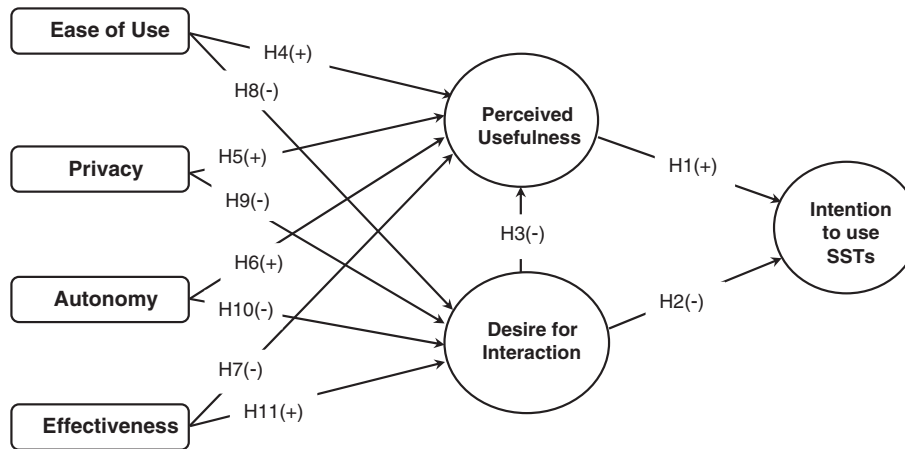 Ease of Use
H4(+)
H8(-)
Perceived
Usefulness
Privacy
H5(+)
H1(+)
H9(-)
Intention
to use
SSTs
H3(-)
H6(+)
Autonomy
H10(-)
H2(-)
Desire for
Interaction
H7(-)
H11(+)
Effectiveness